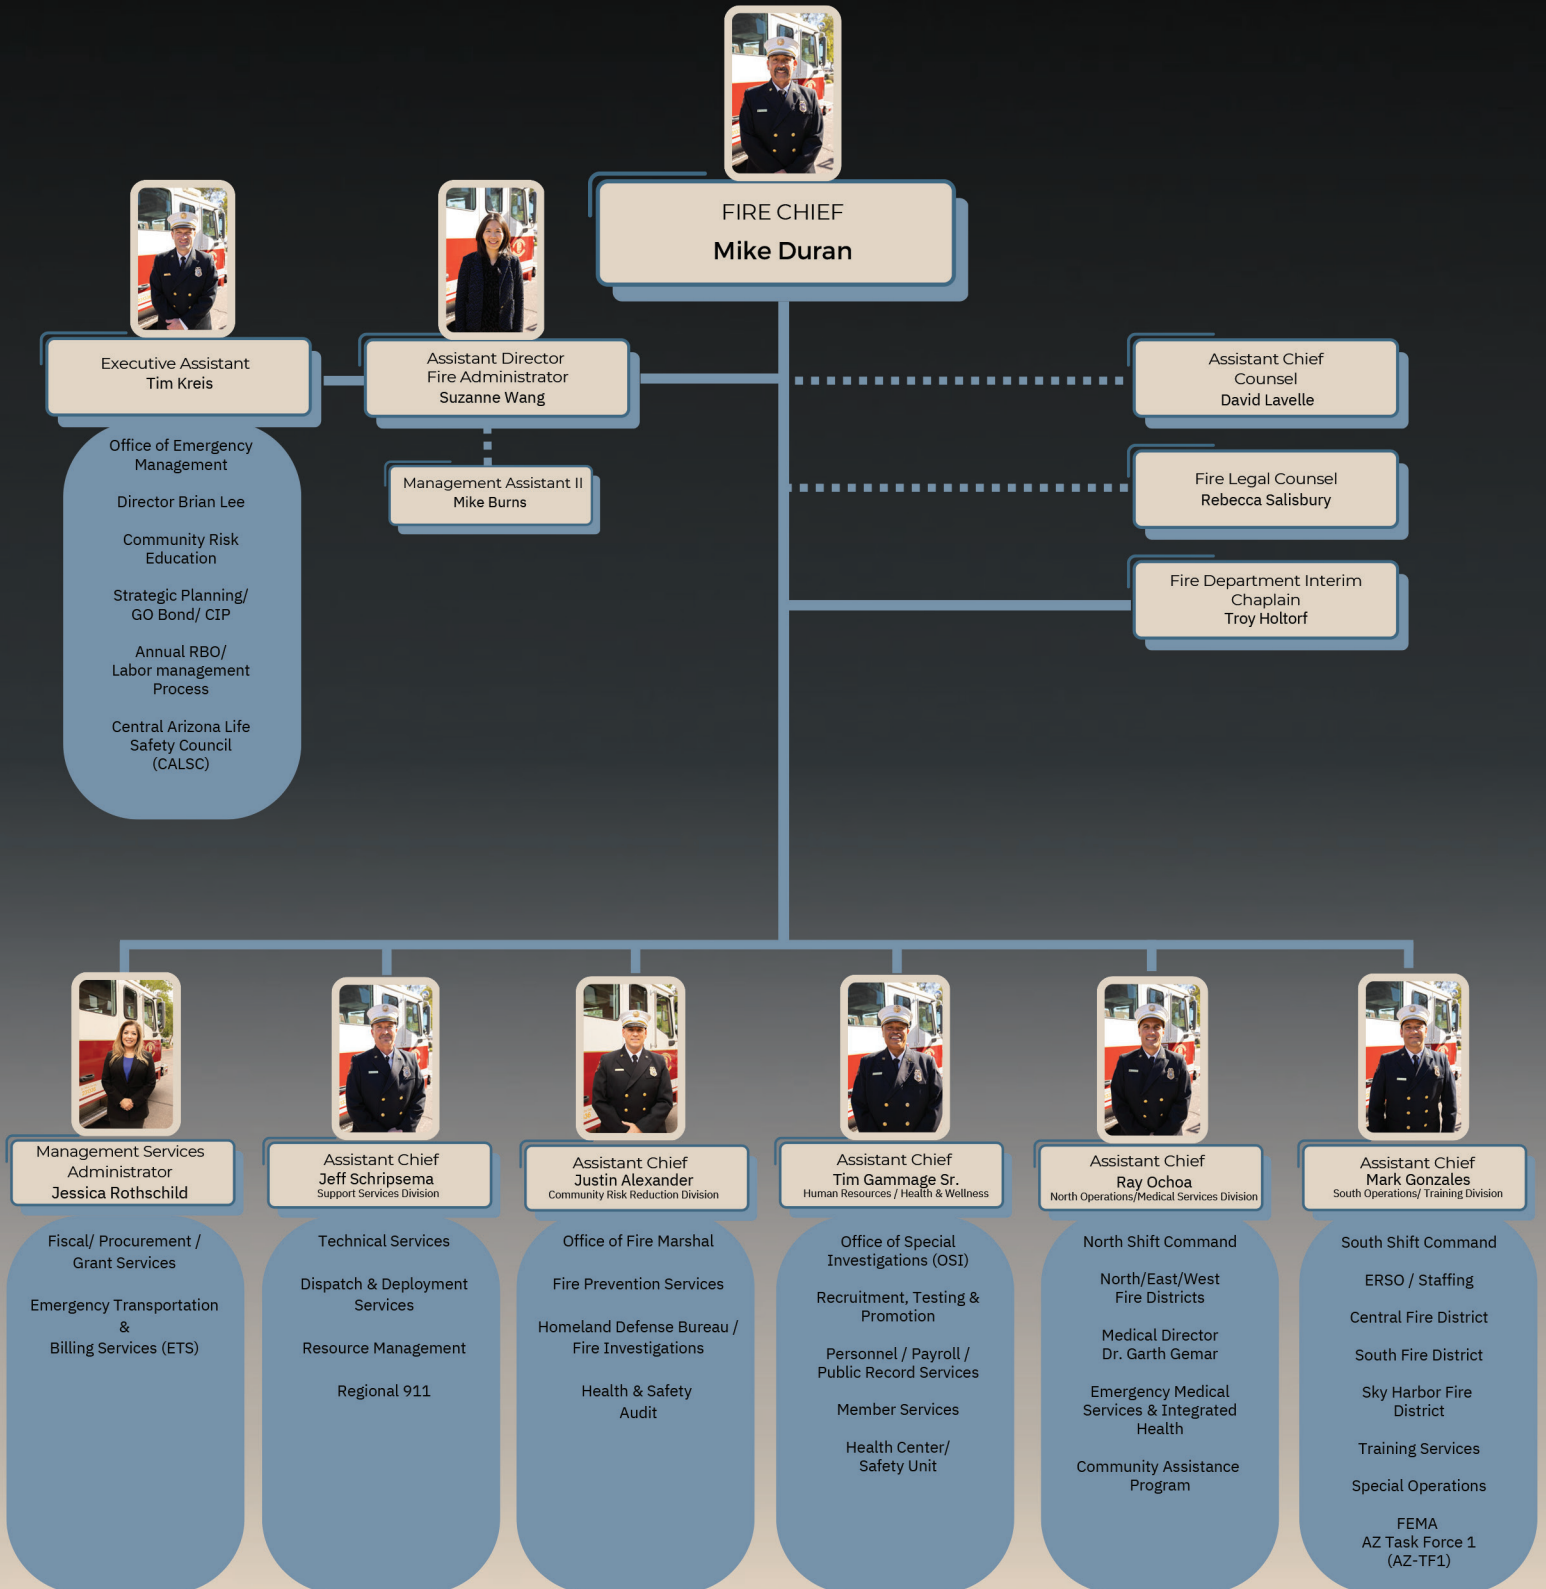 FIRE CHIEF
Mike Duran
Executive Assistant
Tim Kreis
Office of Emergency
Management
Director Brian Lee
Community Risk
Education
Strategic Planning/
GO Bond/ CIP
Annual RBO/
Labor management
Process
Central Arizona Life
Safety Council
(CALSC)
Assistant Director
Fire Administrator
Suzanne Wang
Management Assistant II
Mike Burns
Assistant Chief
Counsel
David Lavelle
Fire Legal Counsel
Rebecca Salisbury
Fire Department Interim
Chaplain
Troy Holtorf
Management Services
Administrator
Jessica Rothschild
Fiscal/ Procurement /
Grant Services
Emergency Transportation
&
Billing Services (ETS)
Assistant Chief
Jeff Schripsema
Support Services Division
Technical Services
Dispatch & Deployment
Services
Resource Management
Regional 911
Assistant Chief
Justin Alexander
Community Risk Reduction Division
Office of Fire Marshal
Fire Prevention Services
Homeland Defense Bureau /
Fire Investigations
Health & Safety
Audit
Assistant Chief
Tim Gammage Sr.
Human Resources / Health & Wellness
Office of Special
Investigations (OSI)
Recruitment, Testing &
Promotion
Personnel / Payroll /
Public Record Services
Member Services
Health Center/
Safety Unit
Assistant Chief
Ray Ochoa
North Operations/Medical Services Division
North Shift Command
North/East/West
Fire Districts
Medical Director
Dr. Garth Gemar
Emergency Medical
Services & Integrated
Health
Community Assistance
Program
Assistant Chief
Mark Gonzales
South Operations/ Training Division
South Shift Command
ERSO / Staffing
Central Fire District
South Fire District
Sky Harbor Fire
District
Training Services
Special Operations
FEMA
AZ Task Force 1
(AZ-TF1)